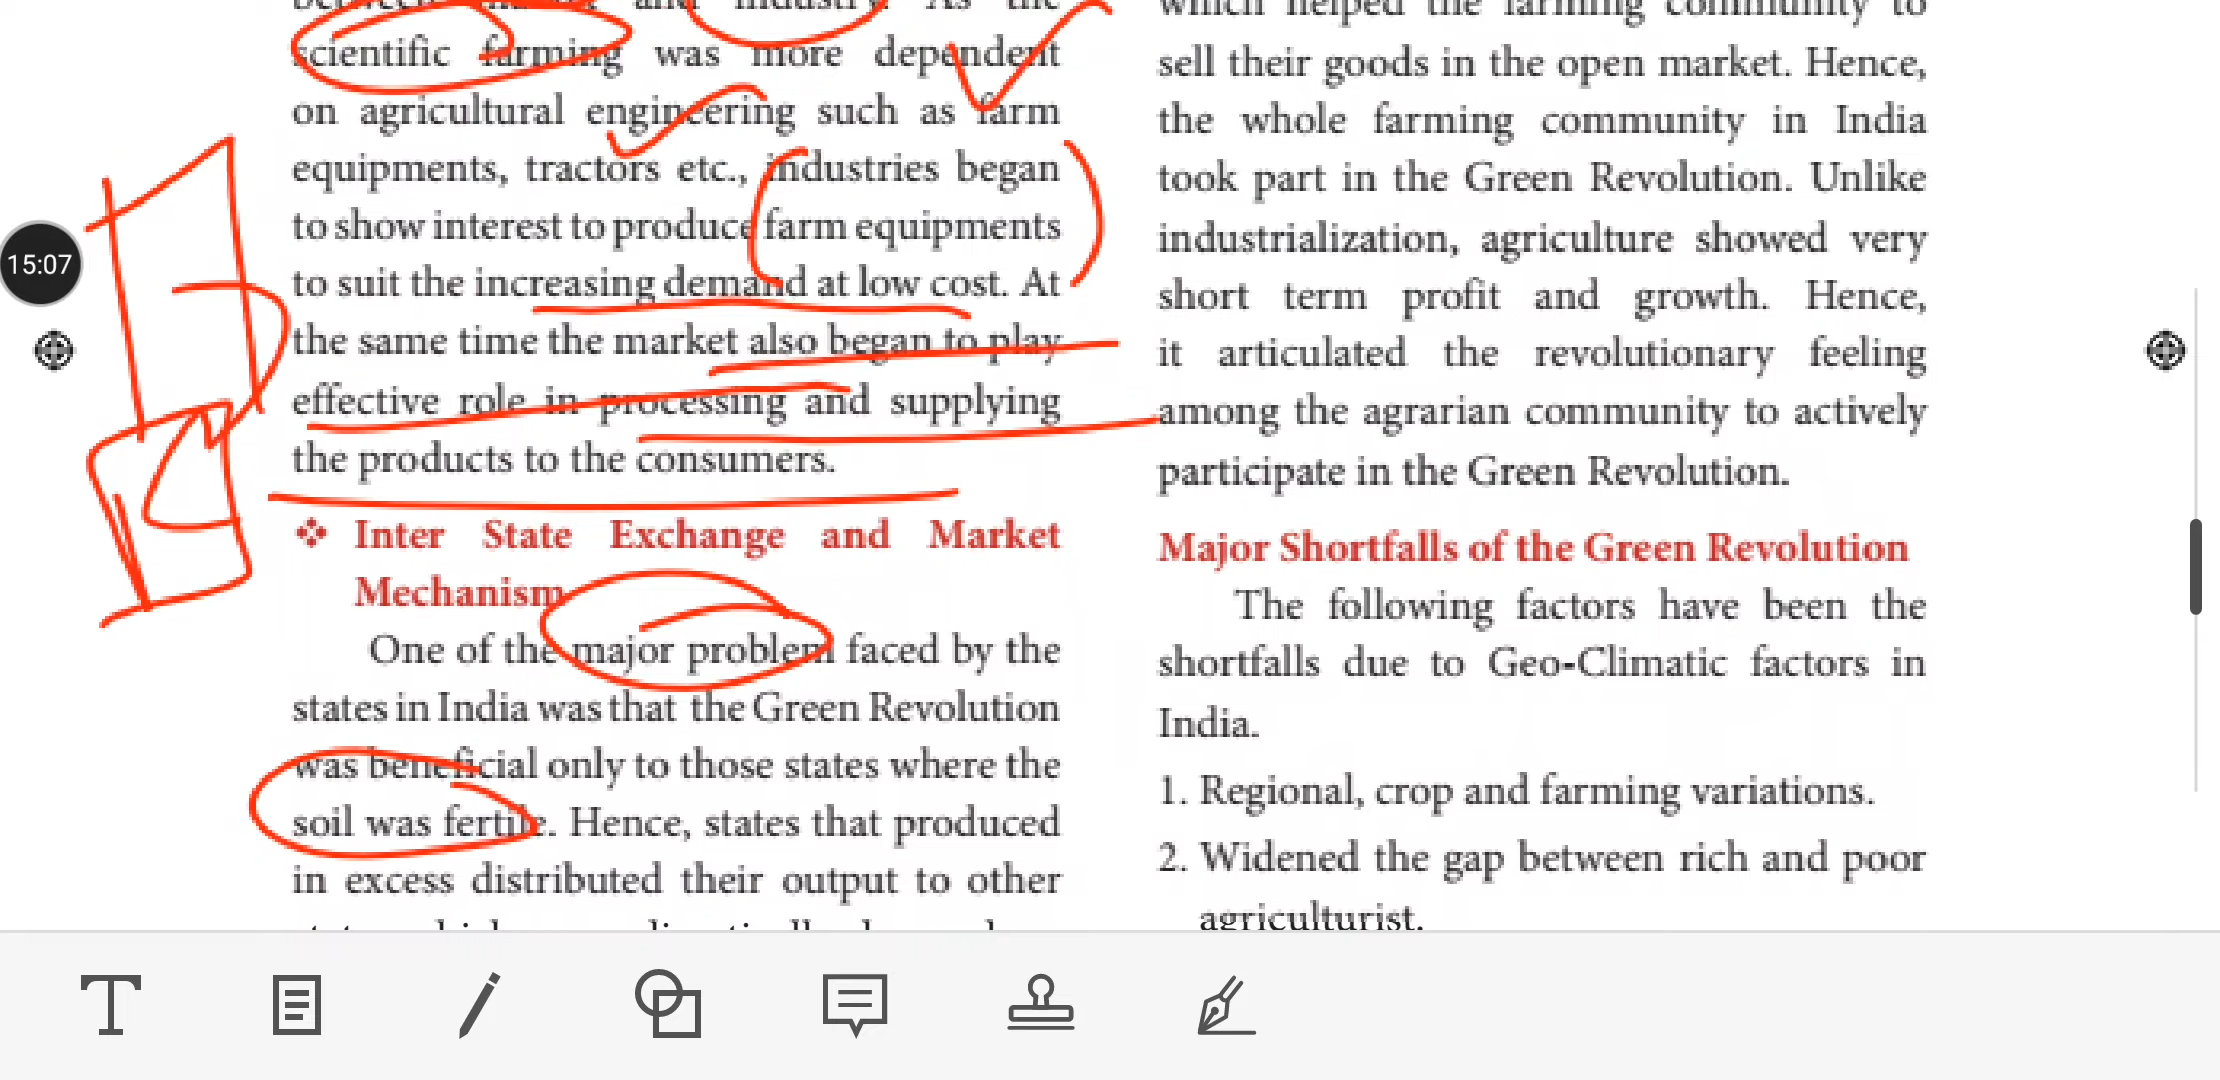 scientific farming was more dependent
on agricultural engineering such as farm
equipments, tractors etc., industries began
to show interest to produce farm equipments
to suit the increasing demand at low cost. At
the same time the market also began to play
effective role in processing and supplying
the products to the consumers.
❖ Inter State Exchange and Market
Mechanism
One of the major problem faced by the
states in India was that the Green Revolution
was beneficial only to those states where the
soil was fertile. Hence, states that produced
in excess distributed their output to other
which helped the farming community to
sell their goods in the open market. Hence,
the whole farming community in India
took part in the Green Revolution. Unlike
industrialization, agriculture showed very
short term profit and growth. Hence,
it articulated the revolutionary feeling
among the agrarian community to actively
participate in the Green Revolution.
Major Shortfalls of the Green Revolution
The following factors have been the
shortfalls due to Geo-Climatic factors in
India.
1. Regional, crop and farming variations.
2. Widened the gap between rich and poor
agriculturist.
15:07
T